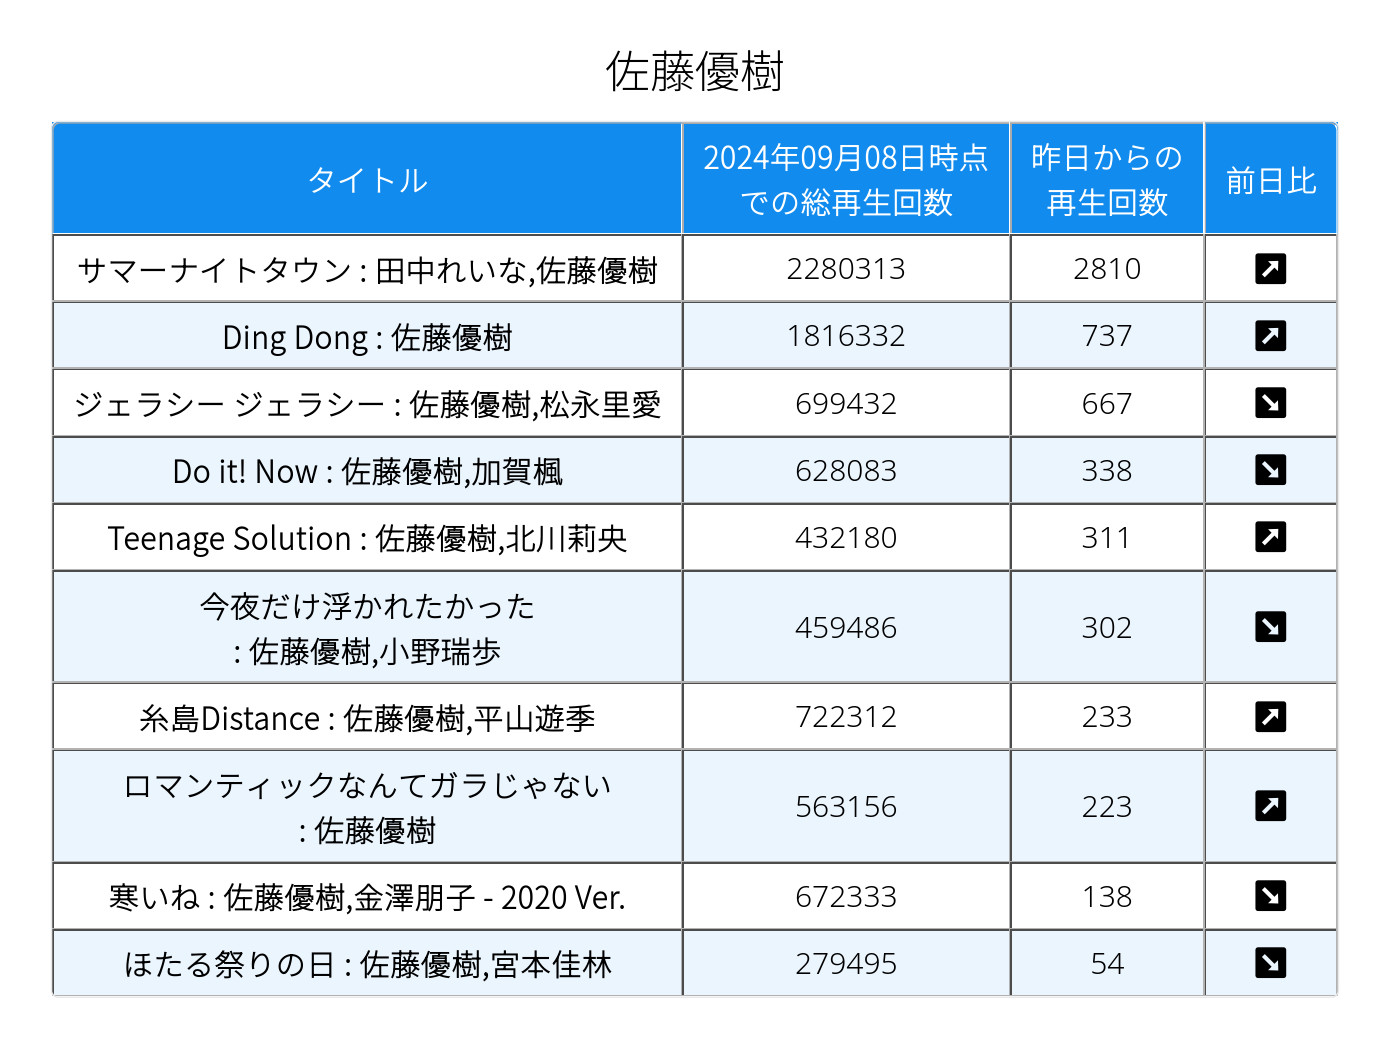 佐藤優樹
タイトル
2024年09月08日時点
での総再生回数
昨日からの
再生回数
前日比
サマーナイトタウン : 田中れいな,佐藤優樹 2280313 2810
Ding Dong : 佐藤優樹 1816332 737
ジェラシー ジェラシー : 佐藤優樹,松永里愛 699432 667
Do it! Now : 佐藤優樹,加賀楓 628083 338
Teenage Solution : 佐藤優樹,北川莉央 432180 311
今夜だけ浮かれたかった
: 佐藤優樹,小野瑞歩 459486 302
糸島Distance : 佐藤優樹,平山遊季 722312 233
ロマンティックなんてガラじゃない
: 佐藤優樹 563156 223
寒いね : 佐藤優樹,金澤朋子 - 2020 Ver. 672333 138
ほたる祭りの日 : 佐藤優樹,宮本佳林 279495 54